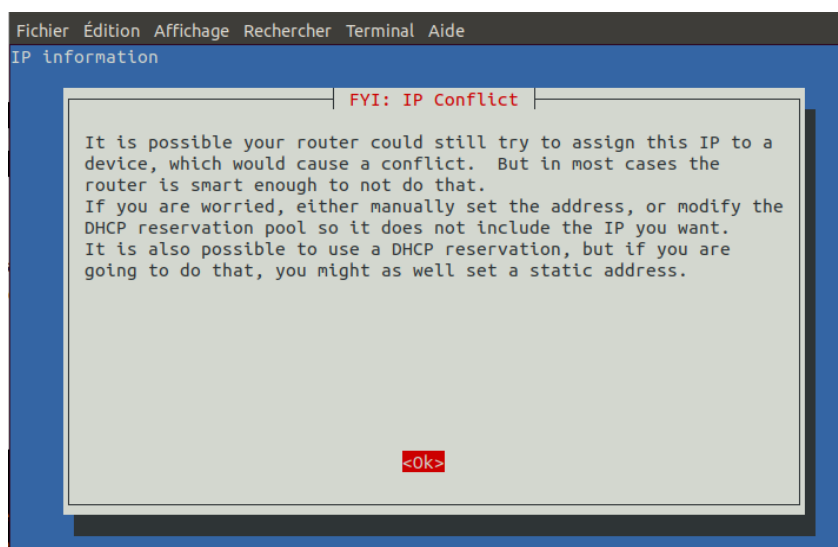 Fichier Édition Affichage Rechercher Terminal Aide
IP information
FYI: IP Conflict
It is possible your router could still try to assign this IP to a
device, which would cause a conflict.  But in most cases the
router is smart enough to not do that.
If you are worried, either manually set the address, or modify the
DHCP reservation pool so it does not include the IP you want.
It is also possible to use a DHCP reservation, but if you are
going to do that, you might as well set a static address.
<Ok>